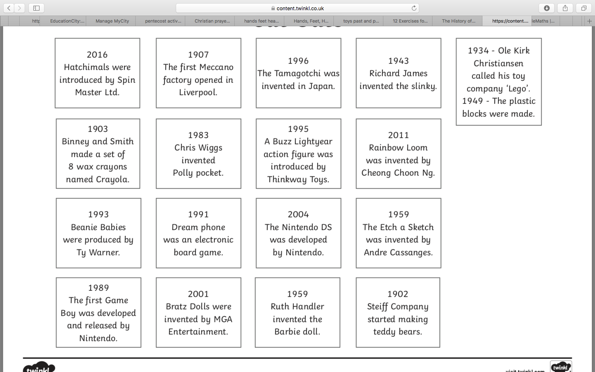 content.twinkl.co.uk
EducationCity:...
Manage MyCity
pentecost activi...
Christian praye...
hands feet hea...
Hands, Feet, H...
toys past and p...
12 Exercises fo...
The History of...
https://content....
2016
Hatchimals were
introduced by Spin
Master Ltd.
1907
The first Meccano
factory opened in
Liverpool.
1996
The Tamagotchi was
invented in Japan.
1943
Richard James
invented the slinky.
1934 - Ole Kirk
Christiansen
called his toy
company ‘Lego’.
1949 - The plastic
blocks were made.
1903
Binney and Smith
made a set of
8 wax crayons
named Crayola.
1983
Chris Wiggs
invented
Polly pocket.
1995
A Buzz Lightyear
action figure was
introduced by
Thinkway Toys.
2011
Rainbow Loom
was invented by
Cheong Choon Ng.
1993
Beanie Babies
were produced by
Ty Warner.
1991
Dream phone
was an electronic
board game.
2004
The Nintendo DS
was developed
by Nintendo.
1959
The Etch a Sketch
was invented by
Andre Cassanges.
1989
The first Game
Boy was developed
and released by
Nintendo.
2001
Bratz Dolls were
invented by MGA
Entertainment.
1959
Ruth Handler
invented the
Barbie doll.
1902
Steiff Company
started making
teddy bears.
twinkl
visit twinkl.com
twinkl